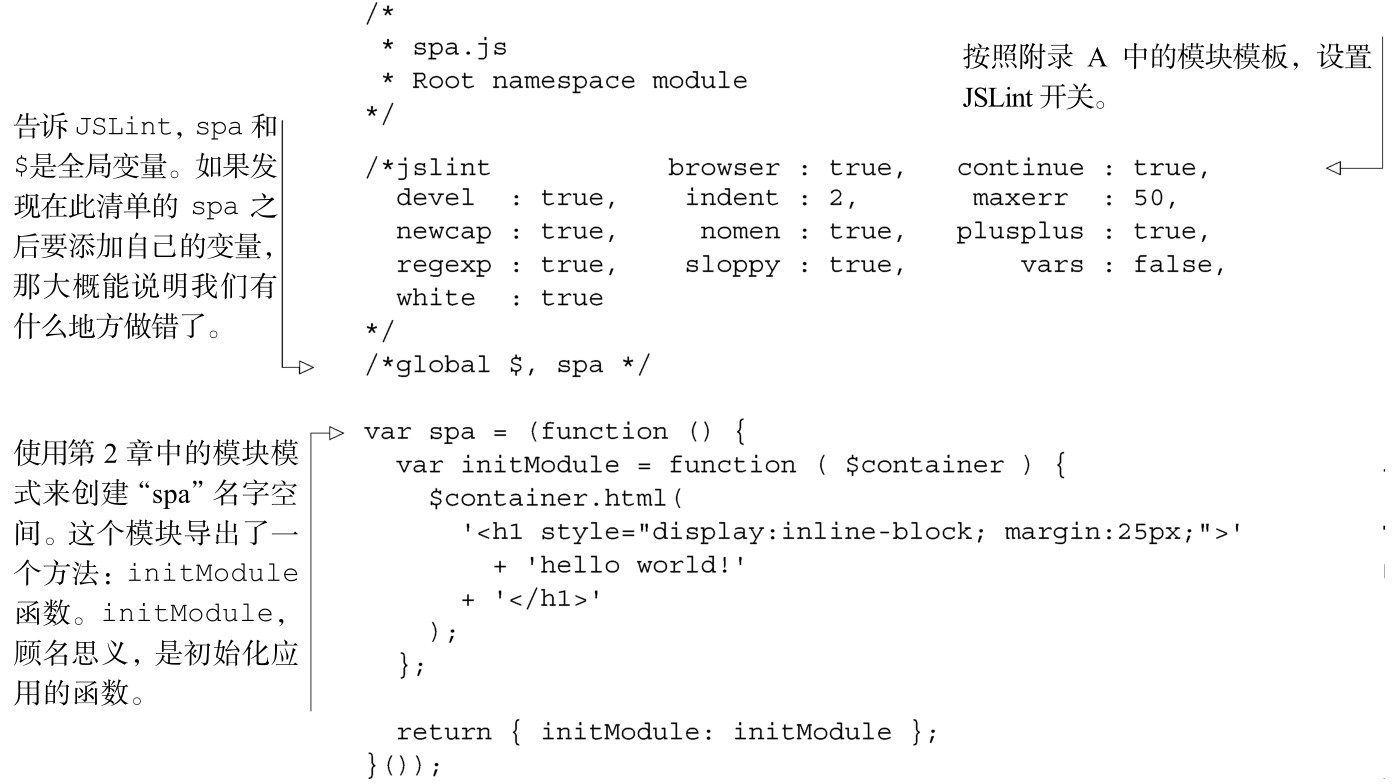 /*
 * spa.js
 * Root namespace module
*/
按照附录 A 中的模块模板，设置
JSLint 开关。
告诉 JSLint，spa 和
$是全局变量。如果发
现在此清单的 spa 之
后要添加自己的变量，
那大概能说明我们有
什么地方做错了。
/*jslint           browser : true,   continue : true,
  devel  : true,    indent : 2,       maxerr  : 50,
  newcap : true,     nomen : true,   plusplus : true,
  regexp : true,    sloppy : true,       vars : false,
  white  : true
*/
/*global $, spa */
使用第 2 章中的模块模
式来创建“spa”名字空
间。这个模块导出了一
个方法：initModule
函数。initModule，
顾名思义，是初始化应
用的函数。
var spa = (function () {
  var initModule = function ( $container ) {
    $container.html(
      '<h1 style="display:inline-block; margin:25px;">'
        + 'hello world!'
      + '</h1>'
    );
  };
  return { initModule: initModule };
}());